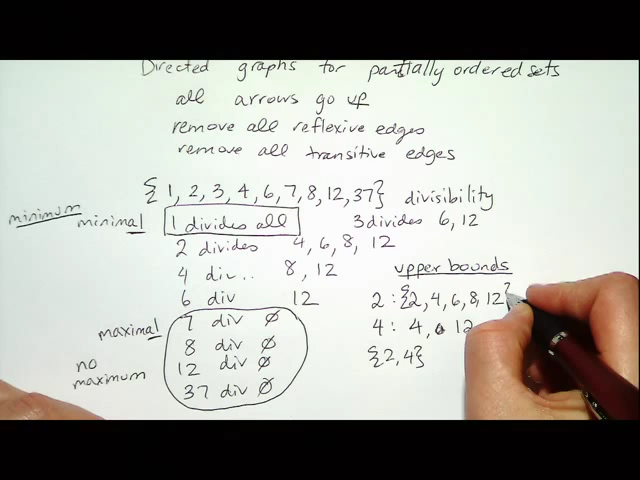 Directed graphs for partially ordered sets
all arrows go up
remove all reflexive edges
remove all transitive edges
{1, 2, 3, 4, 6, 7, 8, 12, 37} divisibility
minimum
minimal 1 divides all 3 divides 6, 12
2 divides 4, 6, 8, 12
4 div.. 8, 12
upper bounds
6 div 12
2 : {2, 4, 6, 8, 12}
7 div ∅
4 : 4, 12
maximal
8 div ∅
{2, 4}
no maximum
12 div ∅
37 div ∅